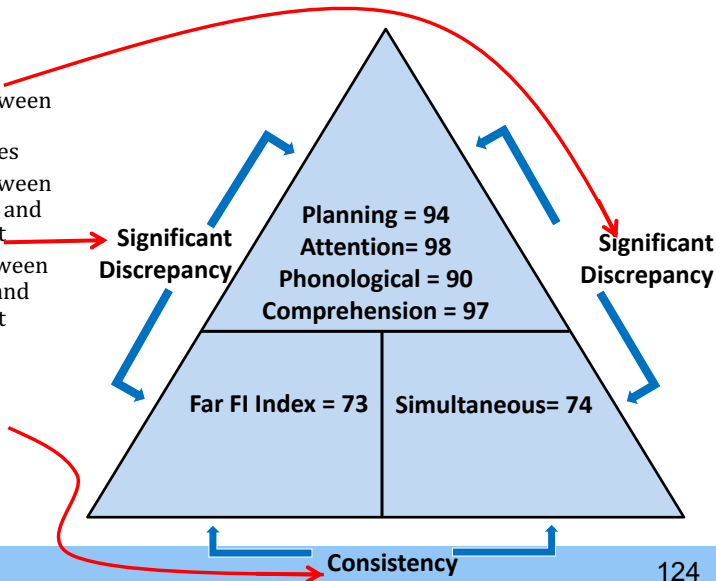 ween
es
ween
and
t
ween
and
t
Significant
Discrepancy
Planning = 94
Attention= 98
Phonological = 90
Comprehension = 97
Significant
Discrepancy
Far FI Index = 73
Simultaneous= 74
Consistency
124